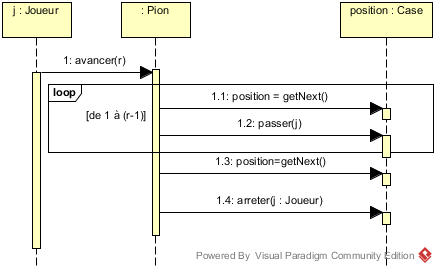 j : Joueur
: Pion
position : Case
1: avancer(r)
loop
[de 1 à (r-1)]
1.1: position = getNext()
1.2: passer(j)
1.3: position=getNext()
1.4: arreter(j : Joueur)
Powered By Visual Paradigm Community Edition